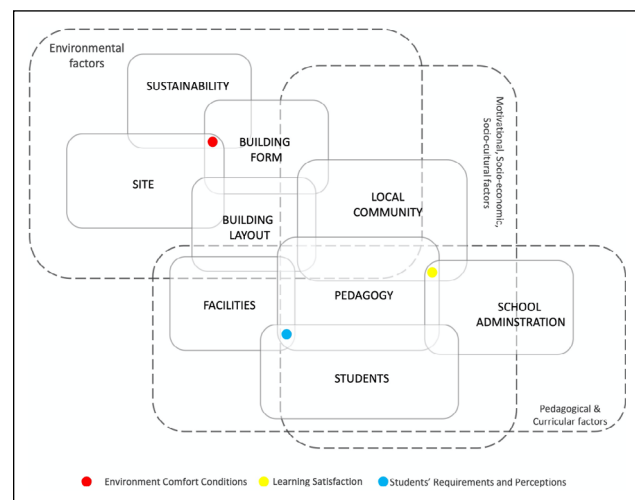 Environmental
factors
SUSTAINABILITY
BUILDING
FORM
SITE
Motivational, Socio-economic,
Socio-cultural factors
LOCAL
COMMUNITY
BUILDING
LAYOUT
FACILITIES
PEDAGOGY
SCHOOL
ADMINSTRATION
STUDENTS
Pedagogical &
Curricular factors
Environment Comfort Conditions
Learning Satisfaction
Students' Requirements and Perceptions